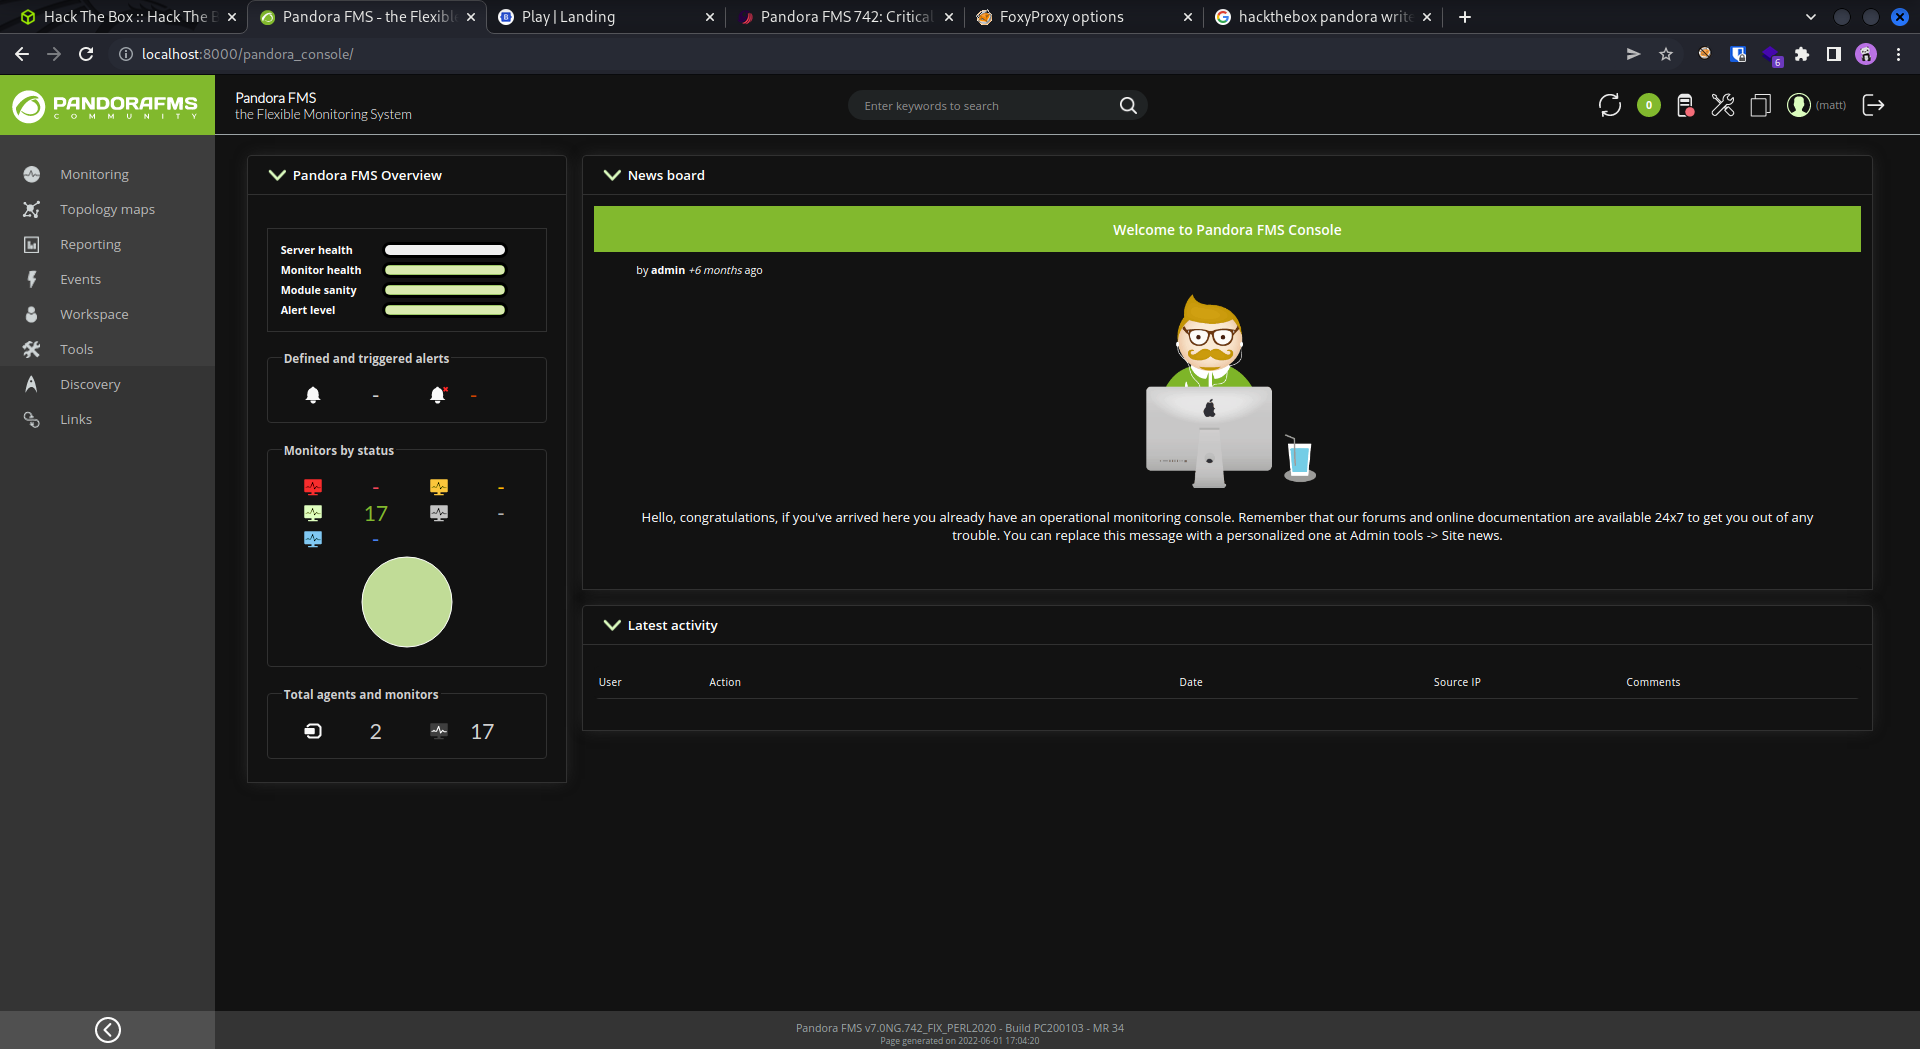 Hack The Box :: Hack The B
Pandora FMS - the Flexible
Play | Landing
Pandora FMS 742: Critical
FoxyProxy options
hackthebox pandora write
localhost:8000/pandora_console/
6
PANDORAFMS
COMMUNITY
Pandora FMS
the Flexible Monitoring System
Enter keywords to search
0
(matt)
Monitoring
Topology maps
Reporting
Events
Workspace
Tools
Discovery
Links
Pandora FMS Overview
Server health
Monitor health
Module sanity
Alert level
Defined and triggered alerts
- -
Monitors by status
- -
17 -
-
Total agents and monitors
2 17
News board
Welcome to Pandora FMS Console
by admin +6 months ago
Hello, congratulations, if you've arrived here you already have an operational monitoring console. Remember that our forums and online documentation are available 24x7 to get you out of any
trouble. You can replace this message with a personalized one at Admin tools -> Site news.
Latest activity
User Action Date Source IP Comments
Pandora FMS v7.0NG.742_FIX_PERL2020 - Build PC200103 - MR 34
Page generated on 2022-06-01 17:04:20